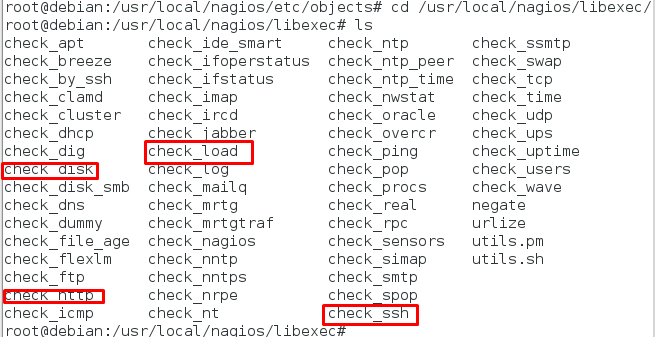 root@debian:/usr/local/nagios/etc/objects# cd /usr/local/nagios/libexec/
root@debian:/usr/local/nagios/libexec# ls
check_apt check_ide_smart check_ntp check_ssmtp
check_breeze check_ifoperstatus check_ntp_peer check_swap
check_by_ssh check_ifstatus check_ntp_time check_tcp
check_clamd check_imap check_nwstat check_time
check_cluster check_ircd check_oracle check_udp
check_dhcp check_jabber check_overcr check_ups
check_dig check_load check_ping check_uptime
check_disk check_log check_pop check_users
check_disk_smb check_mailq check_procs check_wave
check_dns check_mrtg check_real negate
check_dummy check_mrtgtraf check_rpc urlize
check_file_age check_nagios check_sensors utils.pm
check_flexlm check_nntp check_simap utils.sh
check_ftp check_nntps check_smtp
check_http check_nrpe check_spop
check_icmp check_nt check_ssh
root@debian:/usr/local/nagios/libexec#